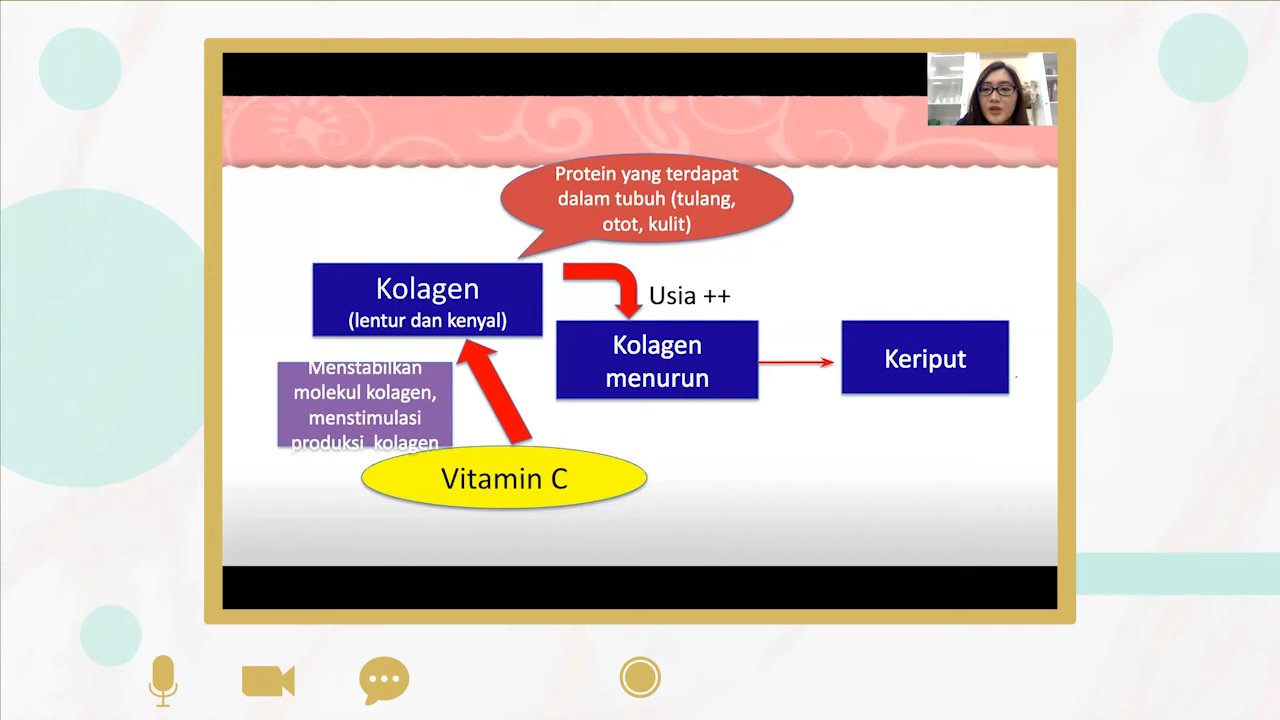 Protein yang terdapat
dalam tubuh (tulang,
otot, kulit)
Kolagen
(lentur dan kenyal)
Usia ++
Kolagen
menurun
Keriput
Menstabilkan
molekul kolagen,
menstimulasi
produksi kolagen
Vitamin C